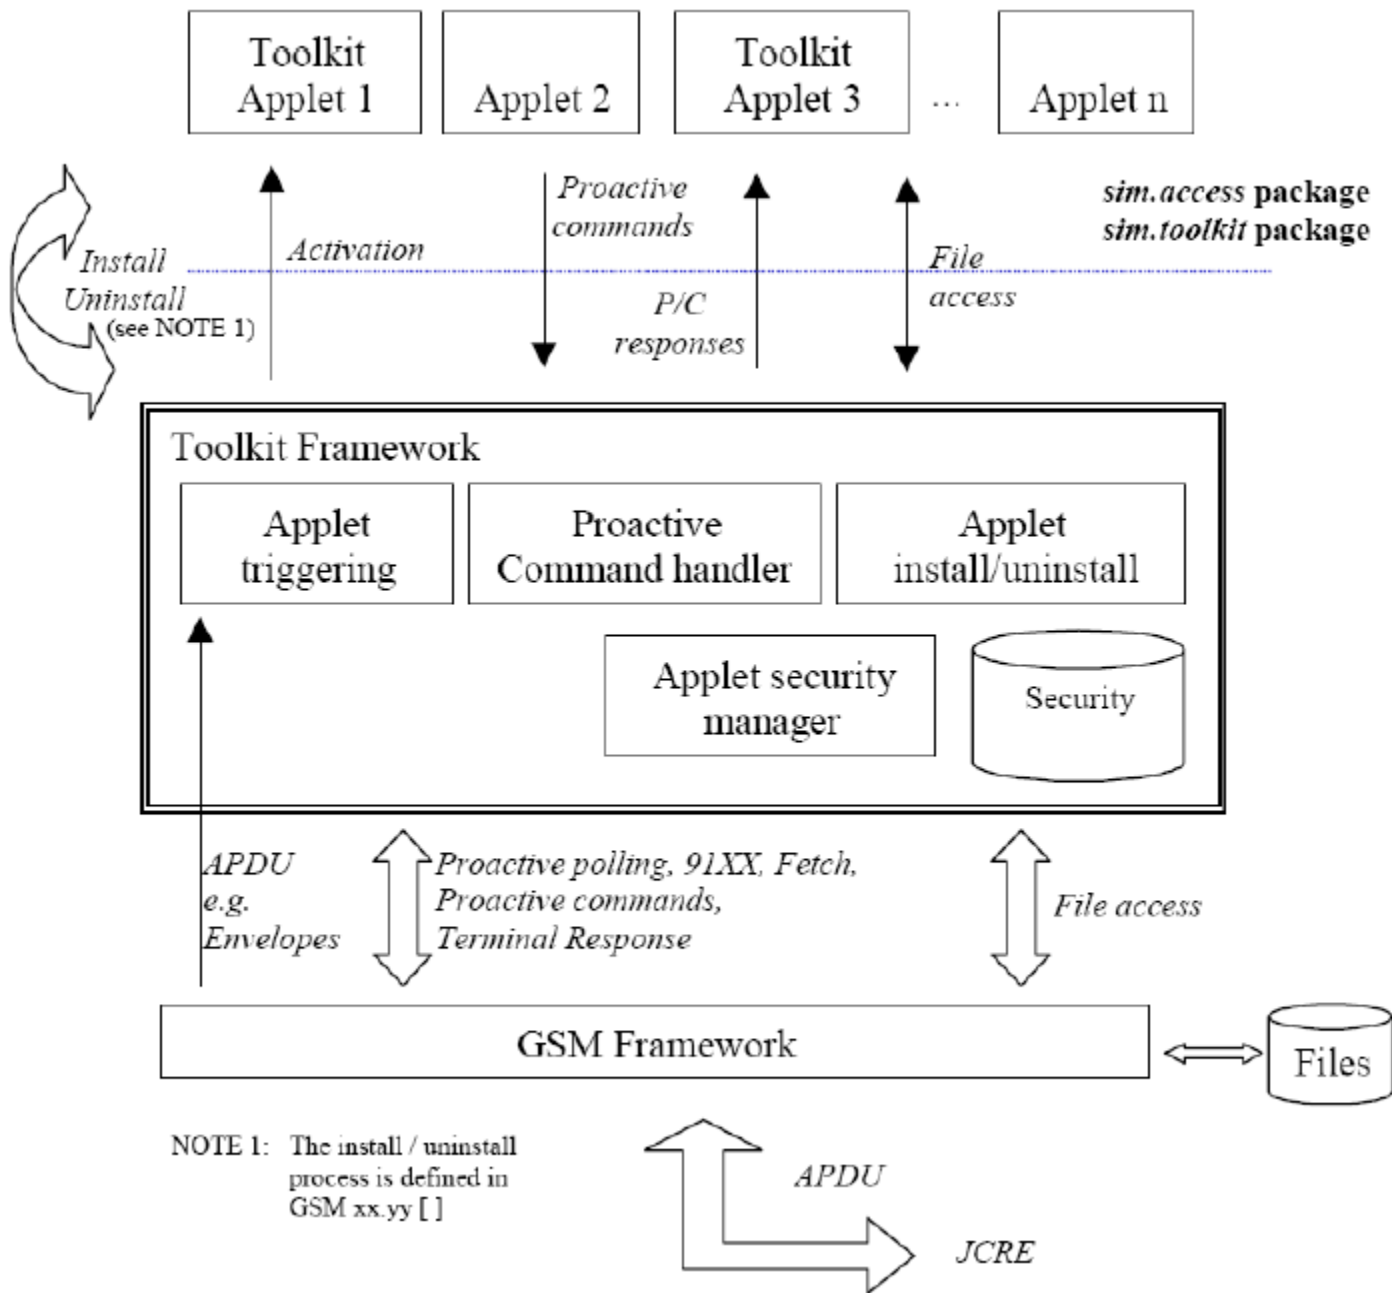 Toolkit
Applet 1
Applet 2
Toolkit
Applet 3
...
Applet n
Install
Uninstall
(see NOTE 1)
Activation
Proactive
commands
P/C
responses
File
access
sim.access package
sim.toolkit package
Toolkit Framework
Applet
triggering
Proactive
Command handler
Applet
install/uninstall
Applet security
manager
Security
APDU
e.g.
Envelopes
Proactive polling, 91XX, Fetch,
Proactive commands,
Terminal Response
File access
GSM Framework
Files
NOTE 1: The install / uninstall
process is defined in
GSM xx.yy [ ]
APDU
JCRE